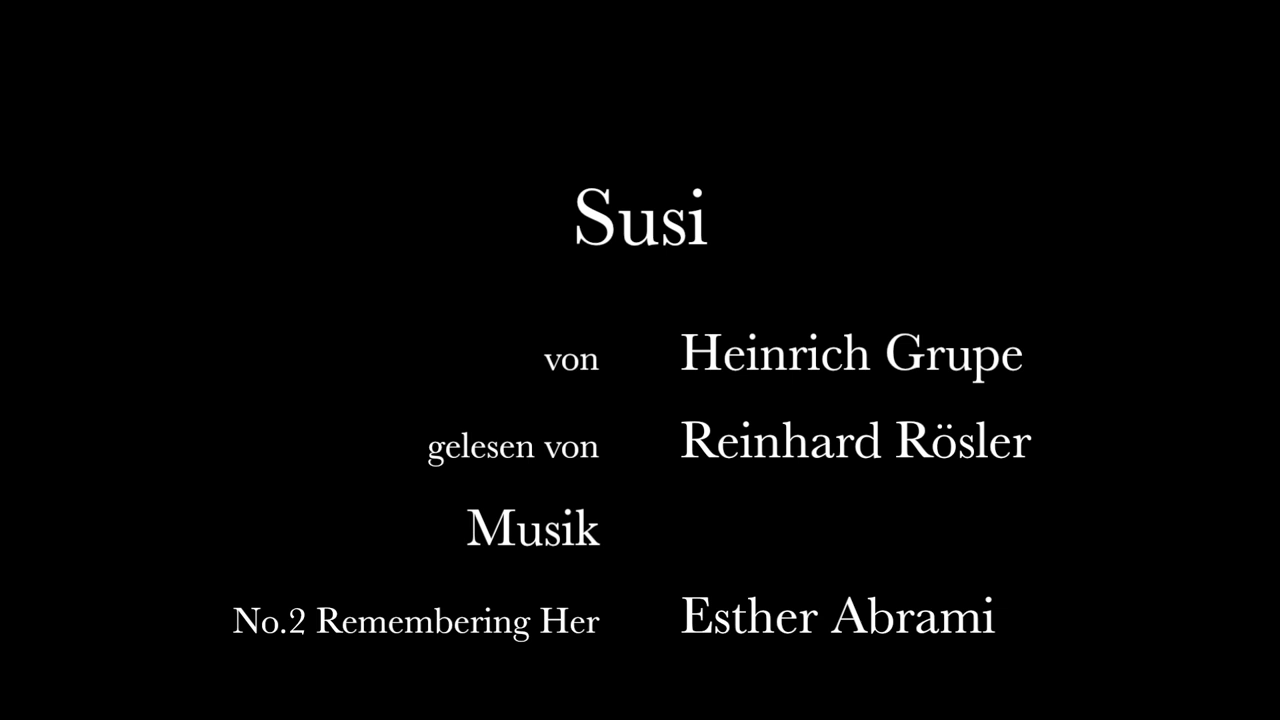 Susi
von Heinrich Grupe
gelesen von Reinhard Rösler
Musik
No.2 Remembering Her Esther Abrami